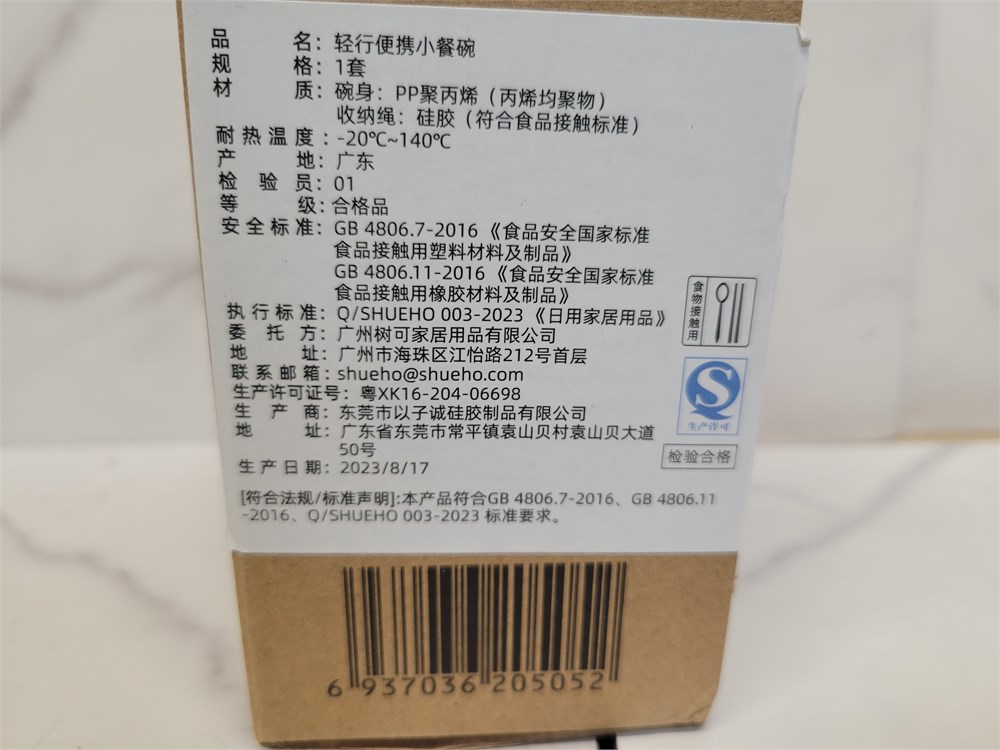 品名：轻行便携小餐碗
规格：1套
材质：碗身：PP聚丙烯（丙烯均聚物）
收纳绳：硅胶（符合食品接触标准）
耐热温度：-20℃~140℃
产地：广东
检验员：01
等级：合格品
安全标准：GB 4806.7-2016《食品安全国家标准
食品接触用塑料材料及制品》
GB 4806.11-2016《食品安全国家标准
食品接触用橡胶材料及制品》
执行标准：Q/SHUEHO 003-2023《日用家居用品》
委托方：广州树可家居用品有限公司
地址：广州市海珠区江怡路212号首层
联系邮箱：shueho@shueho.com
生产许可证号：粤XK16-204-06698
生产商：东莞市以子诚硅胶制品有限公司
地址：广东省东莞市常平镇袁山贝村袁山贝大道
50号
生产日期：2023/8/17
[符合法规/标准声明]:本产品符合GB 4806.7-2016、GB 4806.11
-2016、Q/SHUEHO 003-2023 标准要求。
食物接触用
生产许可
检验合格
6 937036 205052